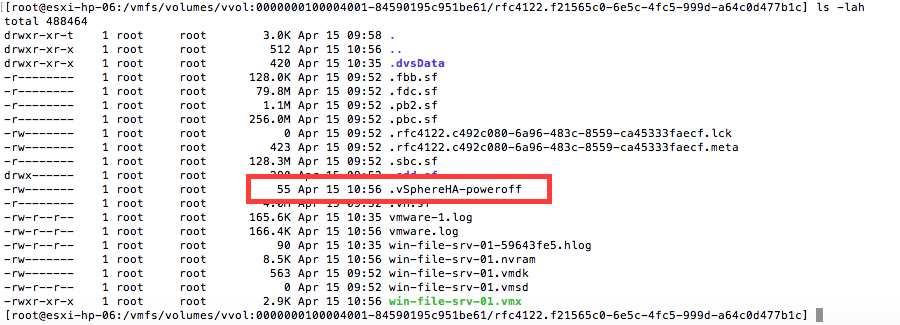 [[root@esxi-hp-06:/vmfs/volumes/vvol:0000000100004001-84590195c951be61/rfc4122.f21565c0-6e5c-4fc5-999d-a64c0d477b1c] ls -lah
total 488464
drwxr-xr-t 1 root root 3.0K Apr 15 09:58 .
drwxr-xr-x 1 root root 512 Apr 15 10:56 ..
drwxr-xr-x 1 root root 420 Apr 15 10:35 .dvsData
-r-------- 1 root root 128.0K Apr 15 09:52 .fbb.sf
-r-------- 1 root root 79.8M Apr 15 09:52 .fdc.sf
-r-------- 1 root root 1.1M Apr 15 09:52 .pb2.sf
-r-------- 1 root root 256.0M Apr 15 09:52 .pbc.sf
-rw------- 1 root root 0 Apr 15 09:52 .rfc4122.c492c080-6a96-483c-8559-ca45333faecf.lck
-rw------- 1 root root 423 Apr 15 09:52 .rfc4122.c492c080-6a96-483c-8559-ca45333faecf.meta
-r-------- 1 root root 128.3M Apr 15 09:52 .sbc.sf
drwx------ 1 root root 280 Apr 15 09:52 .sdd.sf
-rw------- 1 root root 55 Apr 15 10:56 .vSphereHA-poweroff
-r-------- 1 root root 4.0M Apr 15 09:52 .vh.sf
-rw-r--r-- 1 root root 165.6K Apr 15 10:35 vmware-1.log
-rw-r--r-- 1 root root 166.4K Apr 15 10:56 vmware.log
-rw-r--r-- 1 root root 90 Apr 15 10:35 win-file-srv-01-59643fe5.hlog
-rw------- 1 root root 8.5K Apr 15 10:56 win-file-srv-01.nvram
-rw------- 1 root root 563 Apr 15 09:52 win-file-srv-01.vmdk
-rw-r--r-- 1 root root 0 Apr 15 09:52 win-file-srv-01.vmsd
-rwxr-xr-x 1 root root 2.9K Apr 15 10:56 win-file-srv-01.vmx
[root@esxi-hp-06:/vmfs/volumes/vvol:0000000100004001-84590195c951be61/rfc4122.f21565c0-6e5c-4fc5-999d-a64c0d477b1c]